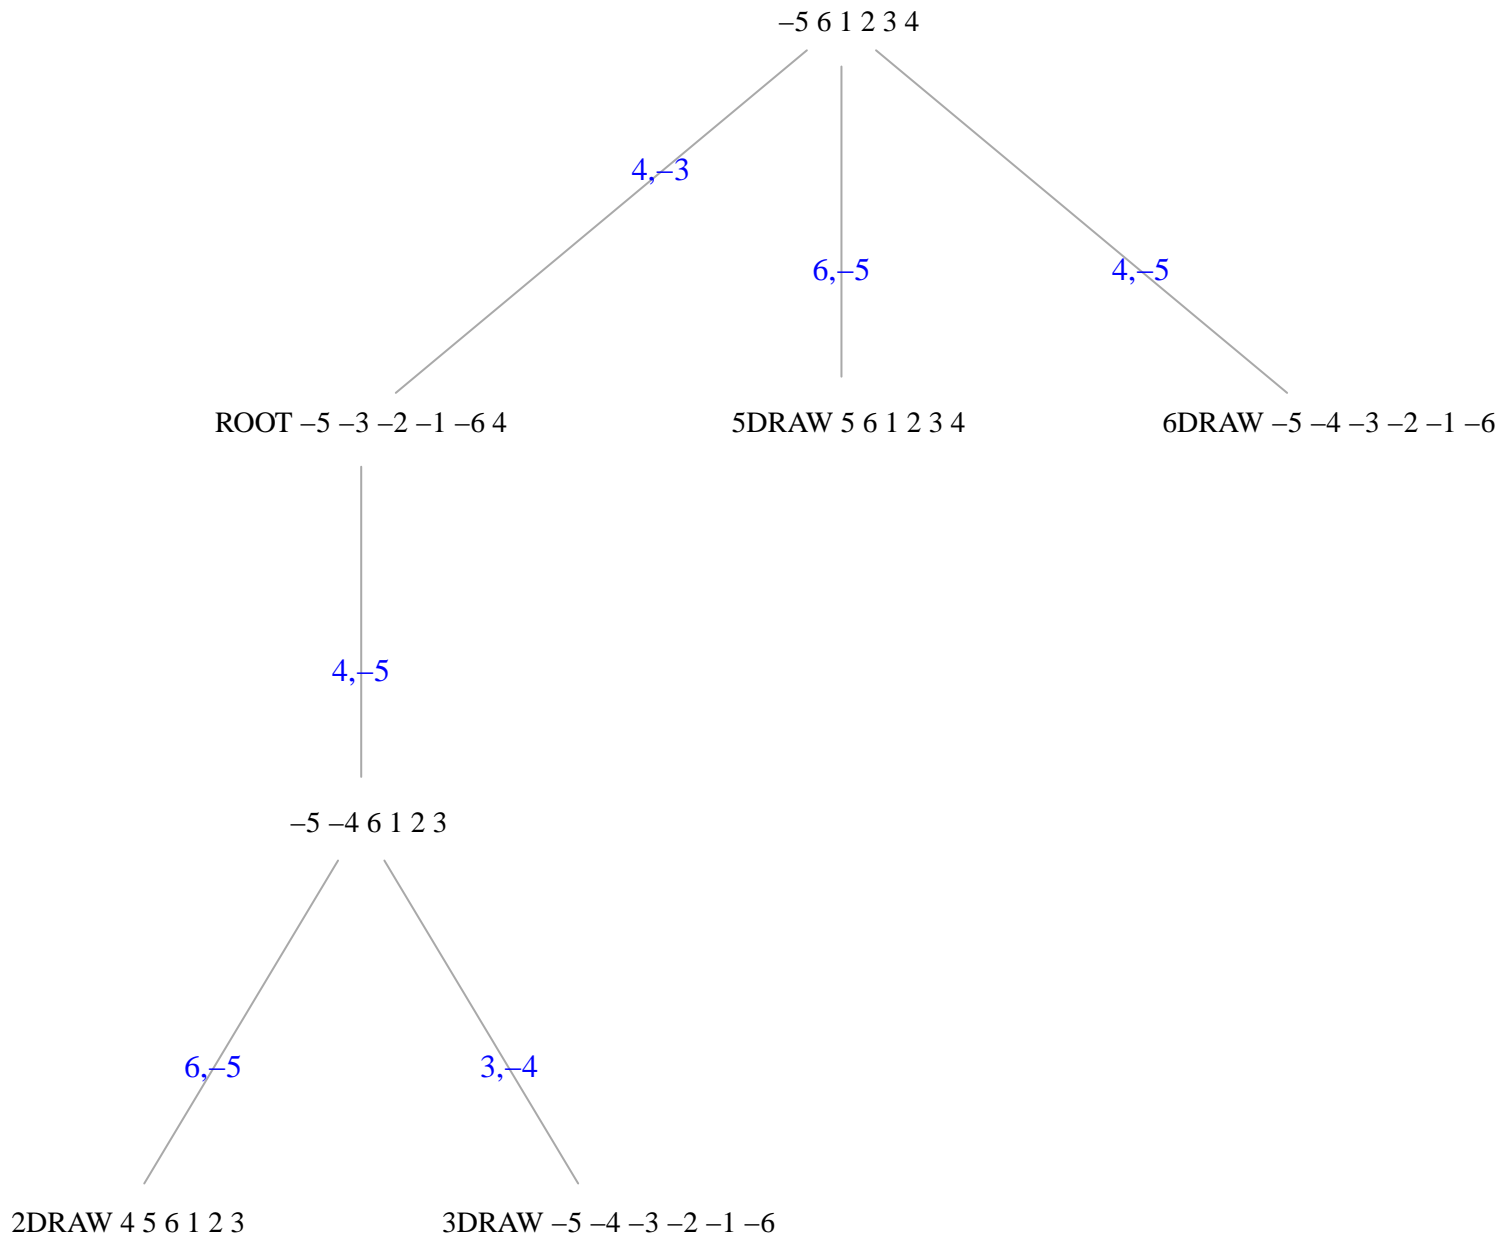 –5 6 1 2 3 4
4,–3
6,–5
4,–5
ROOT –5 –3 –2 –1 –6 4
5DRAW 5 6 1 2 3 4
6DRAW –5 –4 –3 –2 –1 –6
4,–5
–5 –4 6 1 2 3
6,–5
3,–4
2DRAW 4 5 6 1 2 3
3DRAW –5 –4 –3 –2 –1 –6